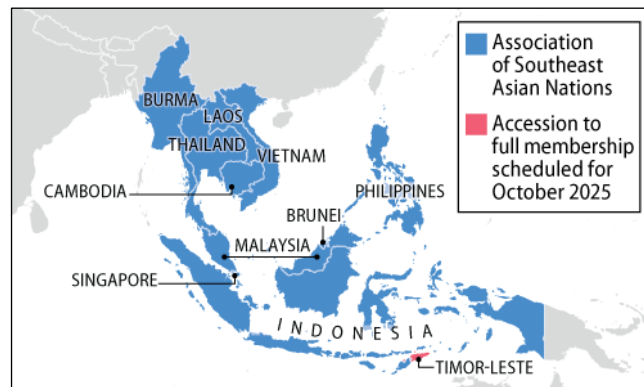 Association
of Southeast
Asian Nations
Accession to
full membership
scheduled for
October 2025
BURMA
LAOS
THAILAND
VIETNAM
CAMBODIA
PHILIPPINES
BRUNEI
MALAYSIA
SINGAPORE
INDONESIA
TIMOR-LESTE